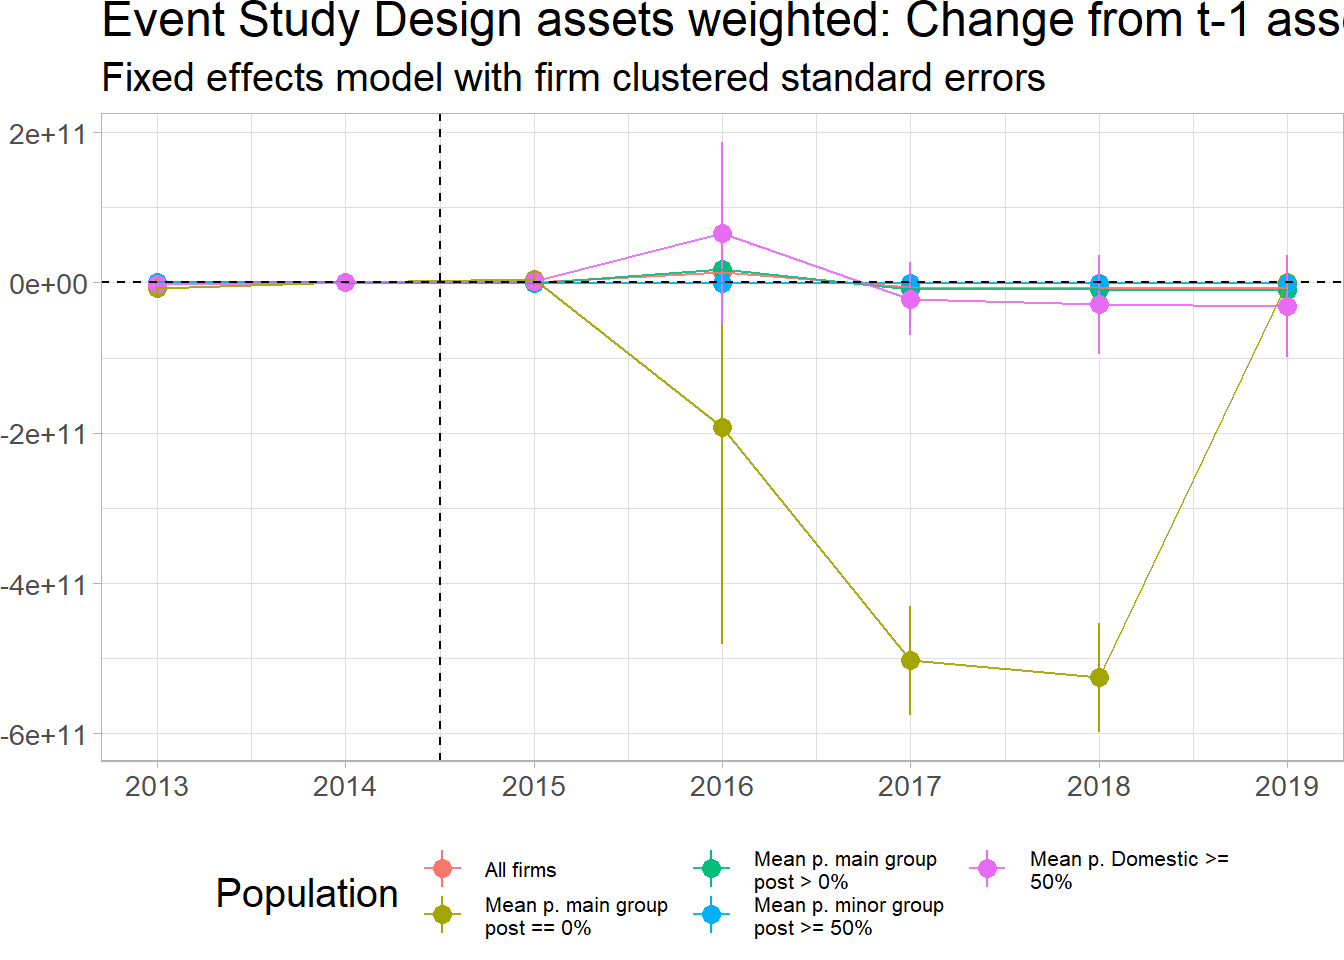 Event Study Design assets weighted: Change from t-1
Fixed effects model with firm clustered standard errors
2e+11
0e+00
-2e+11
-4e+11
-6e+11
2013 2014 2015 2016 2017 2018 2019
Population
All firms
Mean p. main group
post == 0%
Mean p. main group
post > 0%
Mean p. minor group
post >= 50%
Mean p. Domestic >=
50%